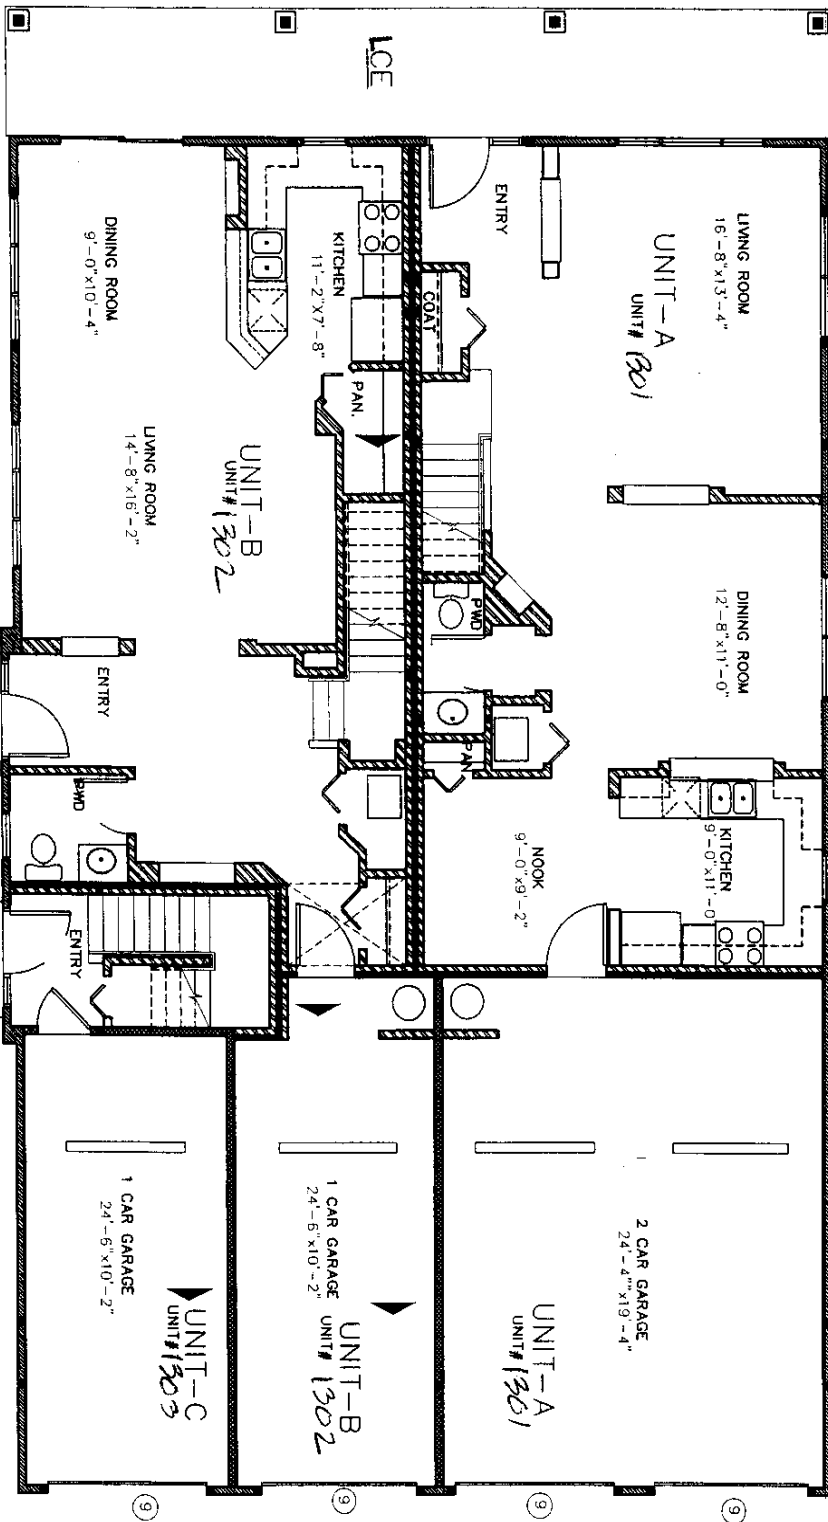 LCE
LIVING ROOM
16'-8"x13'-4"
UNIT-A
UNIT# 1301
ENTRY
COAT
DINING ROOM
12'-8"x11'-0"
PWD
PAN.
KITCHEN
9'-0"x11'-0
NOOK
9'-0"x9'-2"
2 CAR GARAGE
24'-4""x19'-4"
UNIT-A
UNIT# 1301
KITCHEN
11'-2"X7'-8"
PAN.
DINING ROOM
9'-0"x10'-4"
LIVING ROOM
14'-8"x16'-2"
UNIT-B
UNIT# 1302
ENTRY
PWD
1 CAR GARAGE
24'-6"x10'-2"
UNIT-B
UNIT# 1302
ENTRY
1 CAR GARAGE
24'-6"x10'-2"
UNIT-C
UNIT# 1303
9
9
9
9